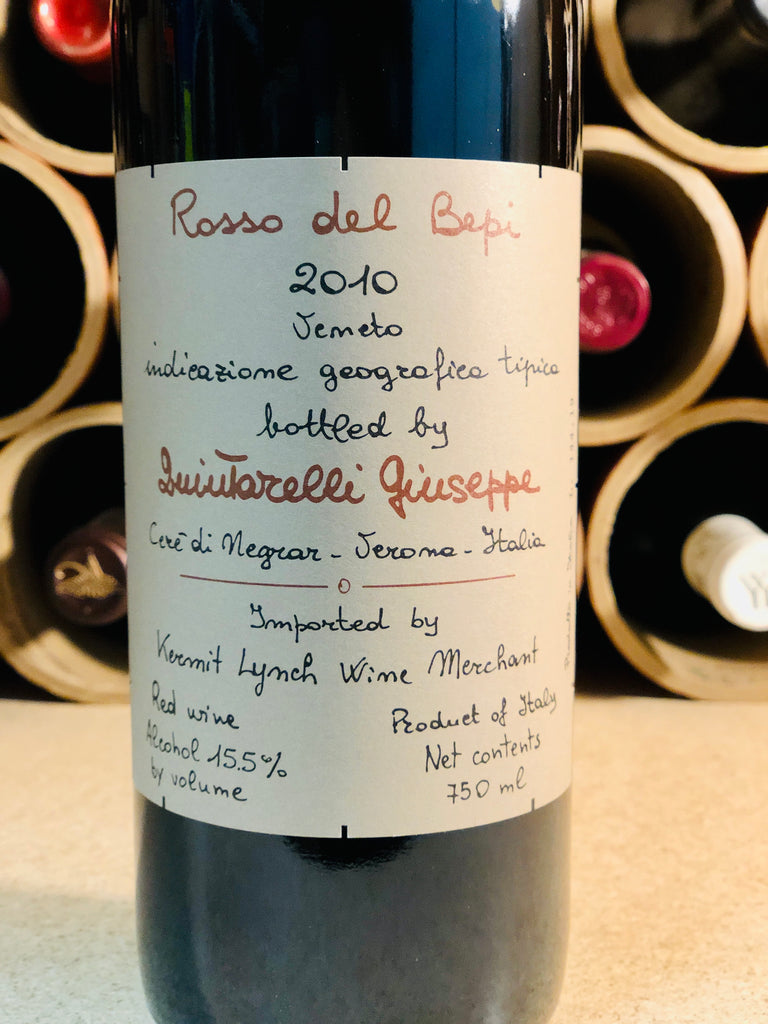 Rosso del Bepi
2010
Veneto
indicazione geografica tipica
bottled by
Quintarelli Giuseppe
Cerè di Negrar - Verona - Italia
Imported by
Kermit Lynch Wine Merchant
Red wine
Alcohol 15.5%
by volume
Product of Italy
Net contents
750 ml